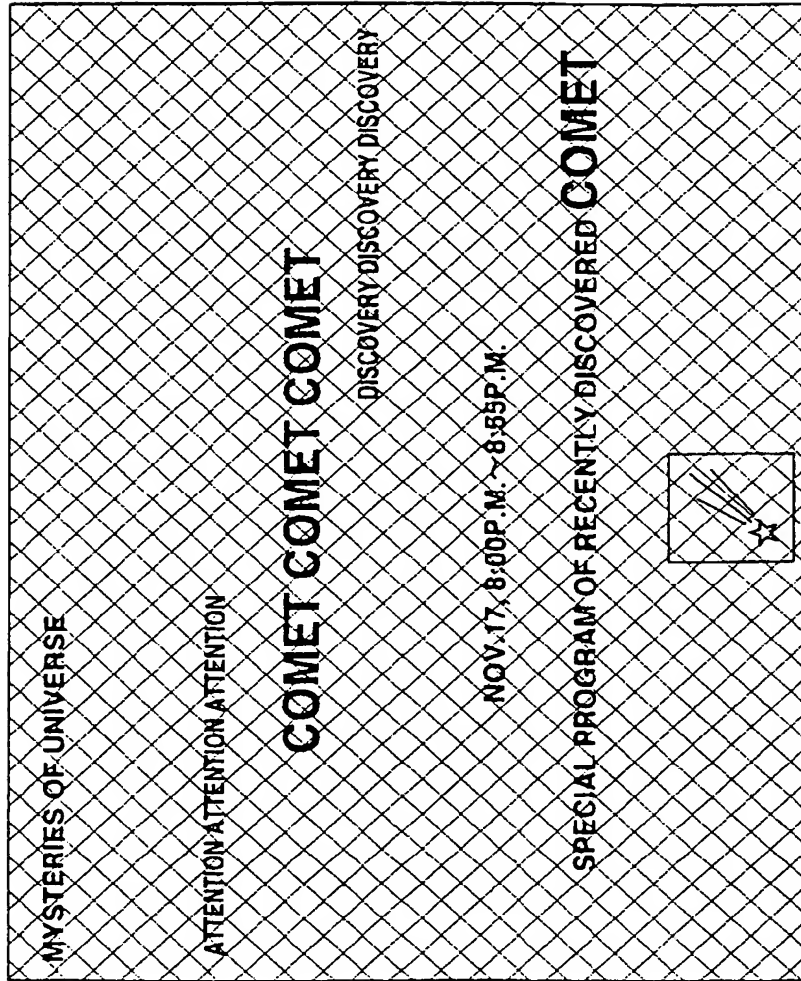 MYSTERIES OF UNIVERSE
ATTENTION ATTENTION ATTENTION
COMET COMET COMET
DISCOVERY DISCOVERY DISCOVERY
NOV. 17, 8:00P.M.~8:55P.M.
SPECIAL PROGRAM OF RECENTLY DISCOVERED COMET